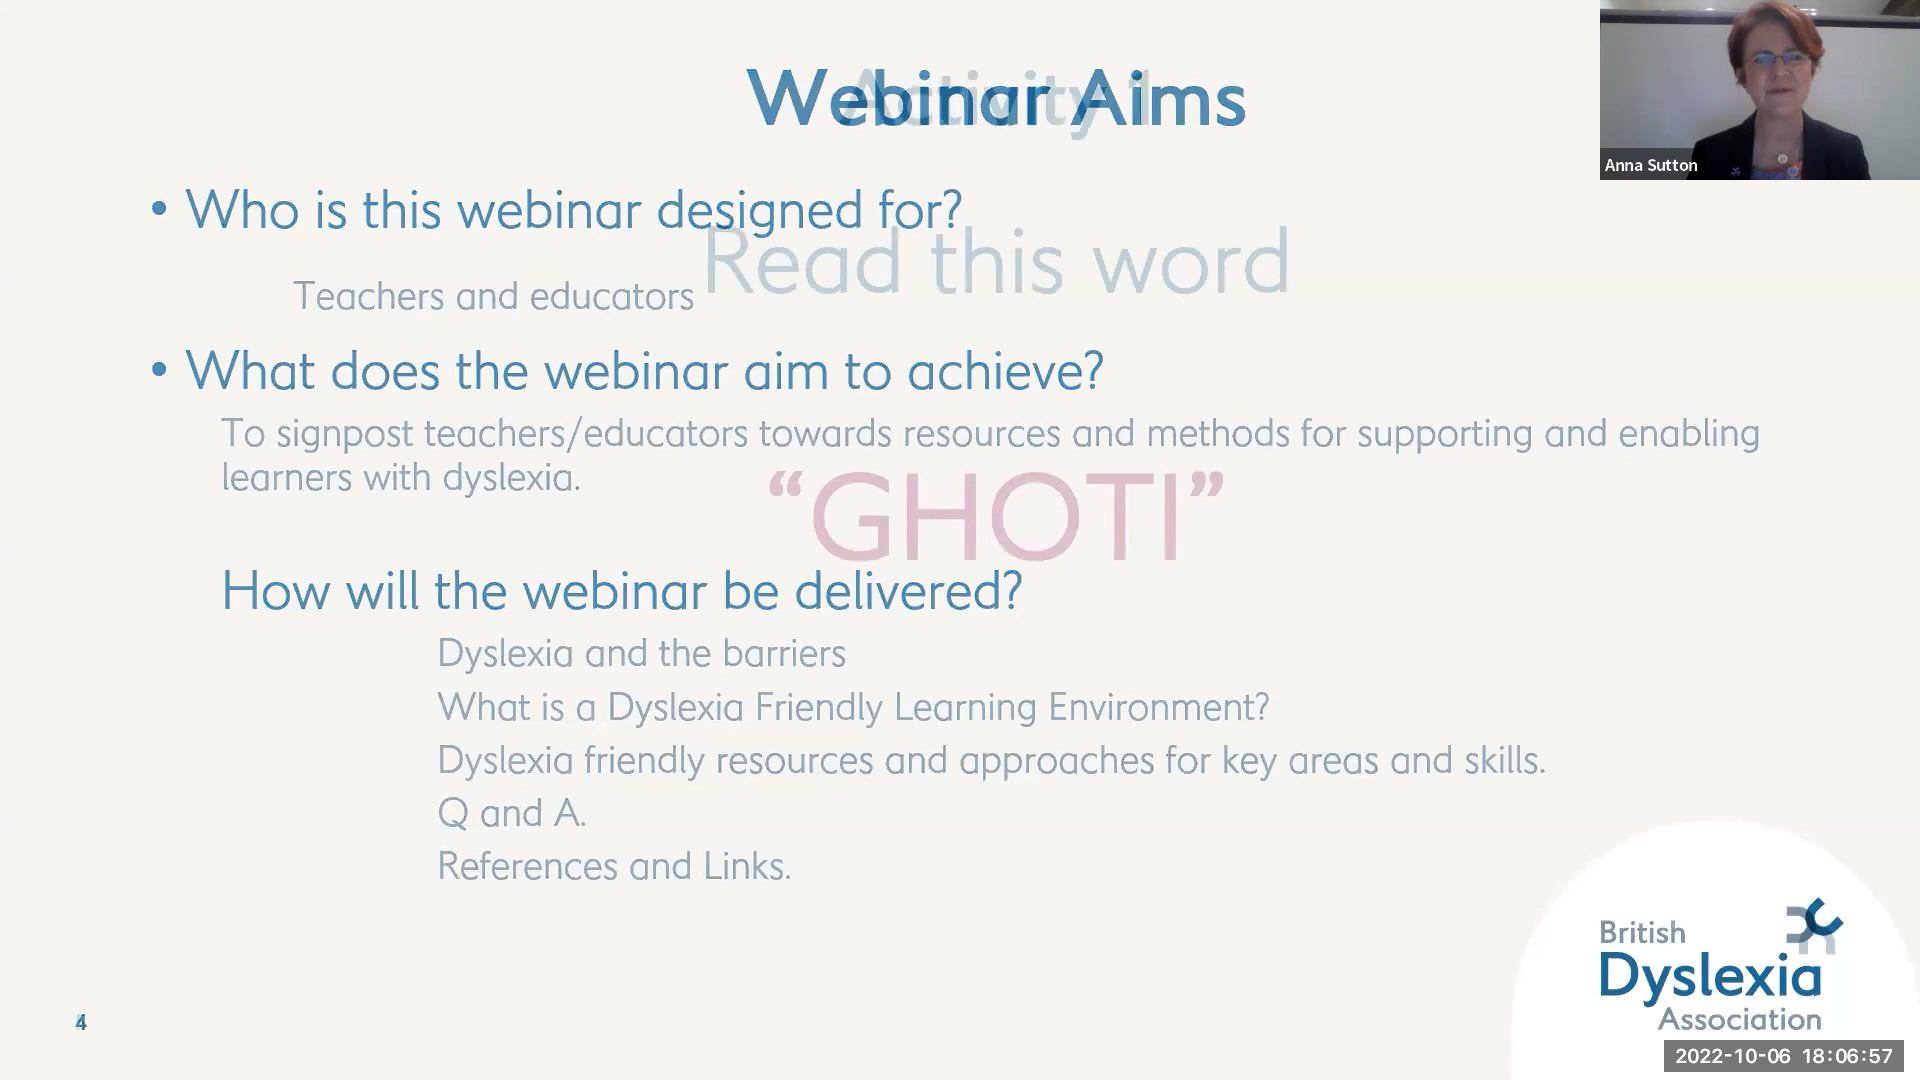 Webinar Aims
Activity 1
• Who is this webinar designed for?
Read this word
Teachers and educators
• What does the webinar aim to achieve?
To signpost teachers/educators towards resources and methods for supporting and enabling
learners with dyslexia.
“GHOTI”
How will the webinar be delivered?
Dyslexia and the barriers
What is a Dyslexia Friendly Learning Environment?
Dyslexia friendly resources and approaches for key areas and skills.
Q and A.
References and Links.
4
Anna Sutton
British
Dyslexia
Association
2022-10-06 18:06:57